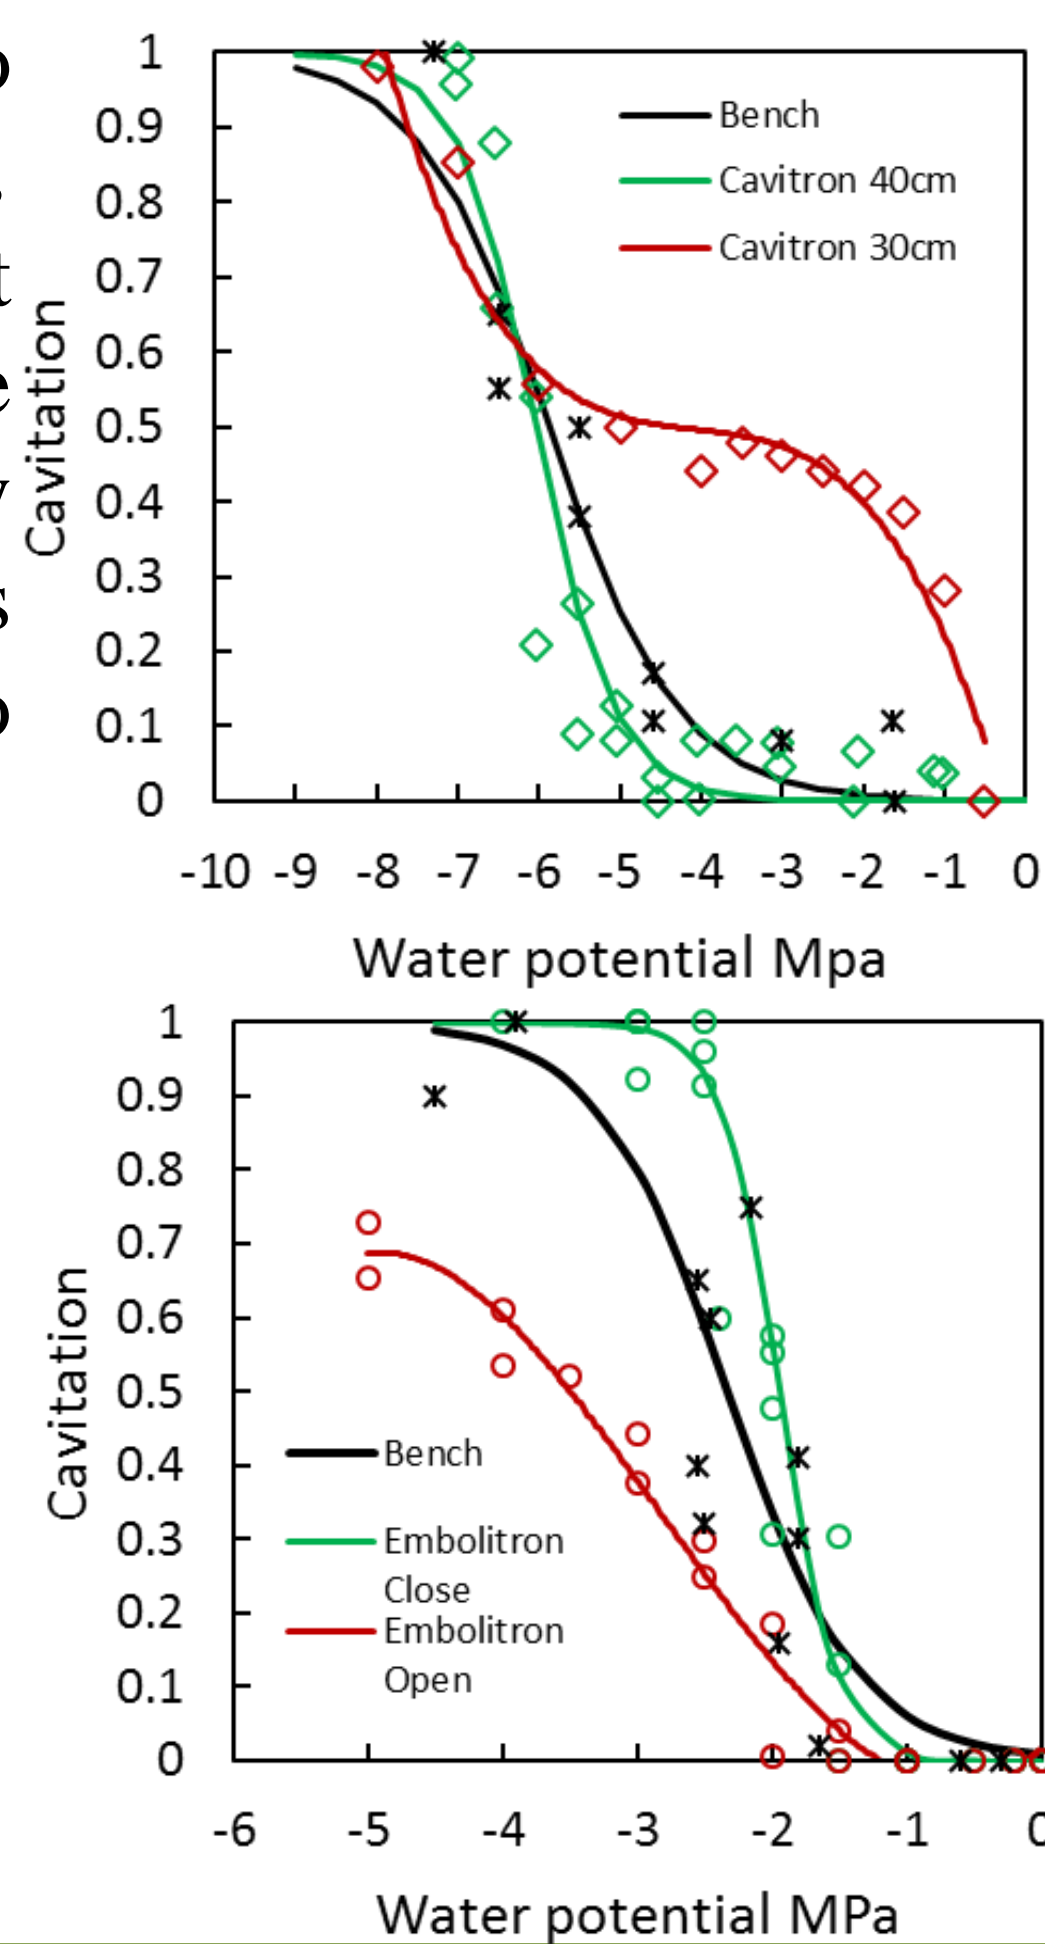 1
0.9
0.8
0.7
0.6
0.5
0.4
0.3
0.2
0.1
0
Cavitation
Bench
Cavitron 40cm
Cavitron 30cm
-10 -9 -8 -7 -6 -5 -4 -3 -2 -1 0
Water potential Mpa
1
0.9
0.8
0.7
0.6
0.5
0.4
0.3
0.2
0.1
0
Cavitation
Bench
Embolitron
Close
Embolitron
Open
-6 -5 -4 -3 -2 -1 0
Water potential MPa